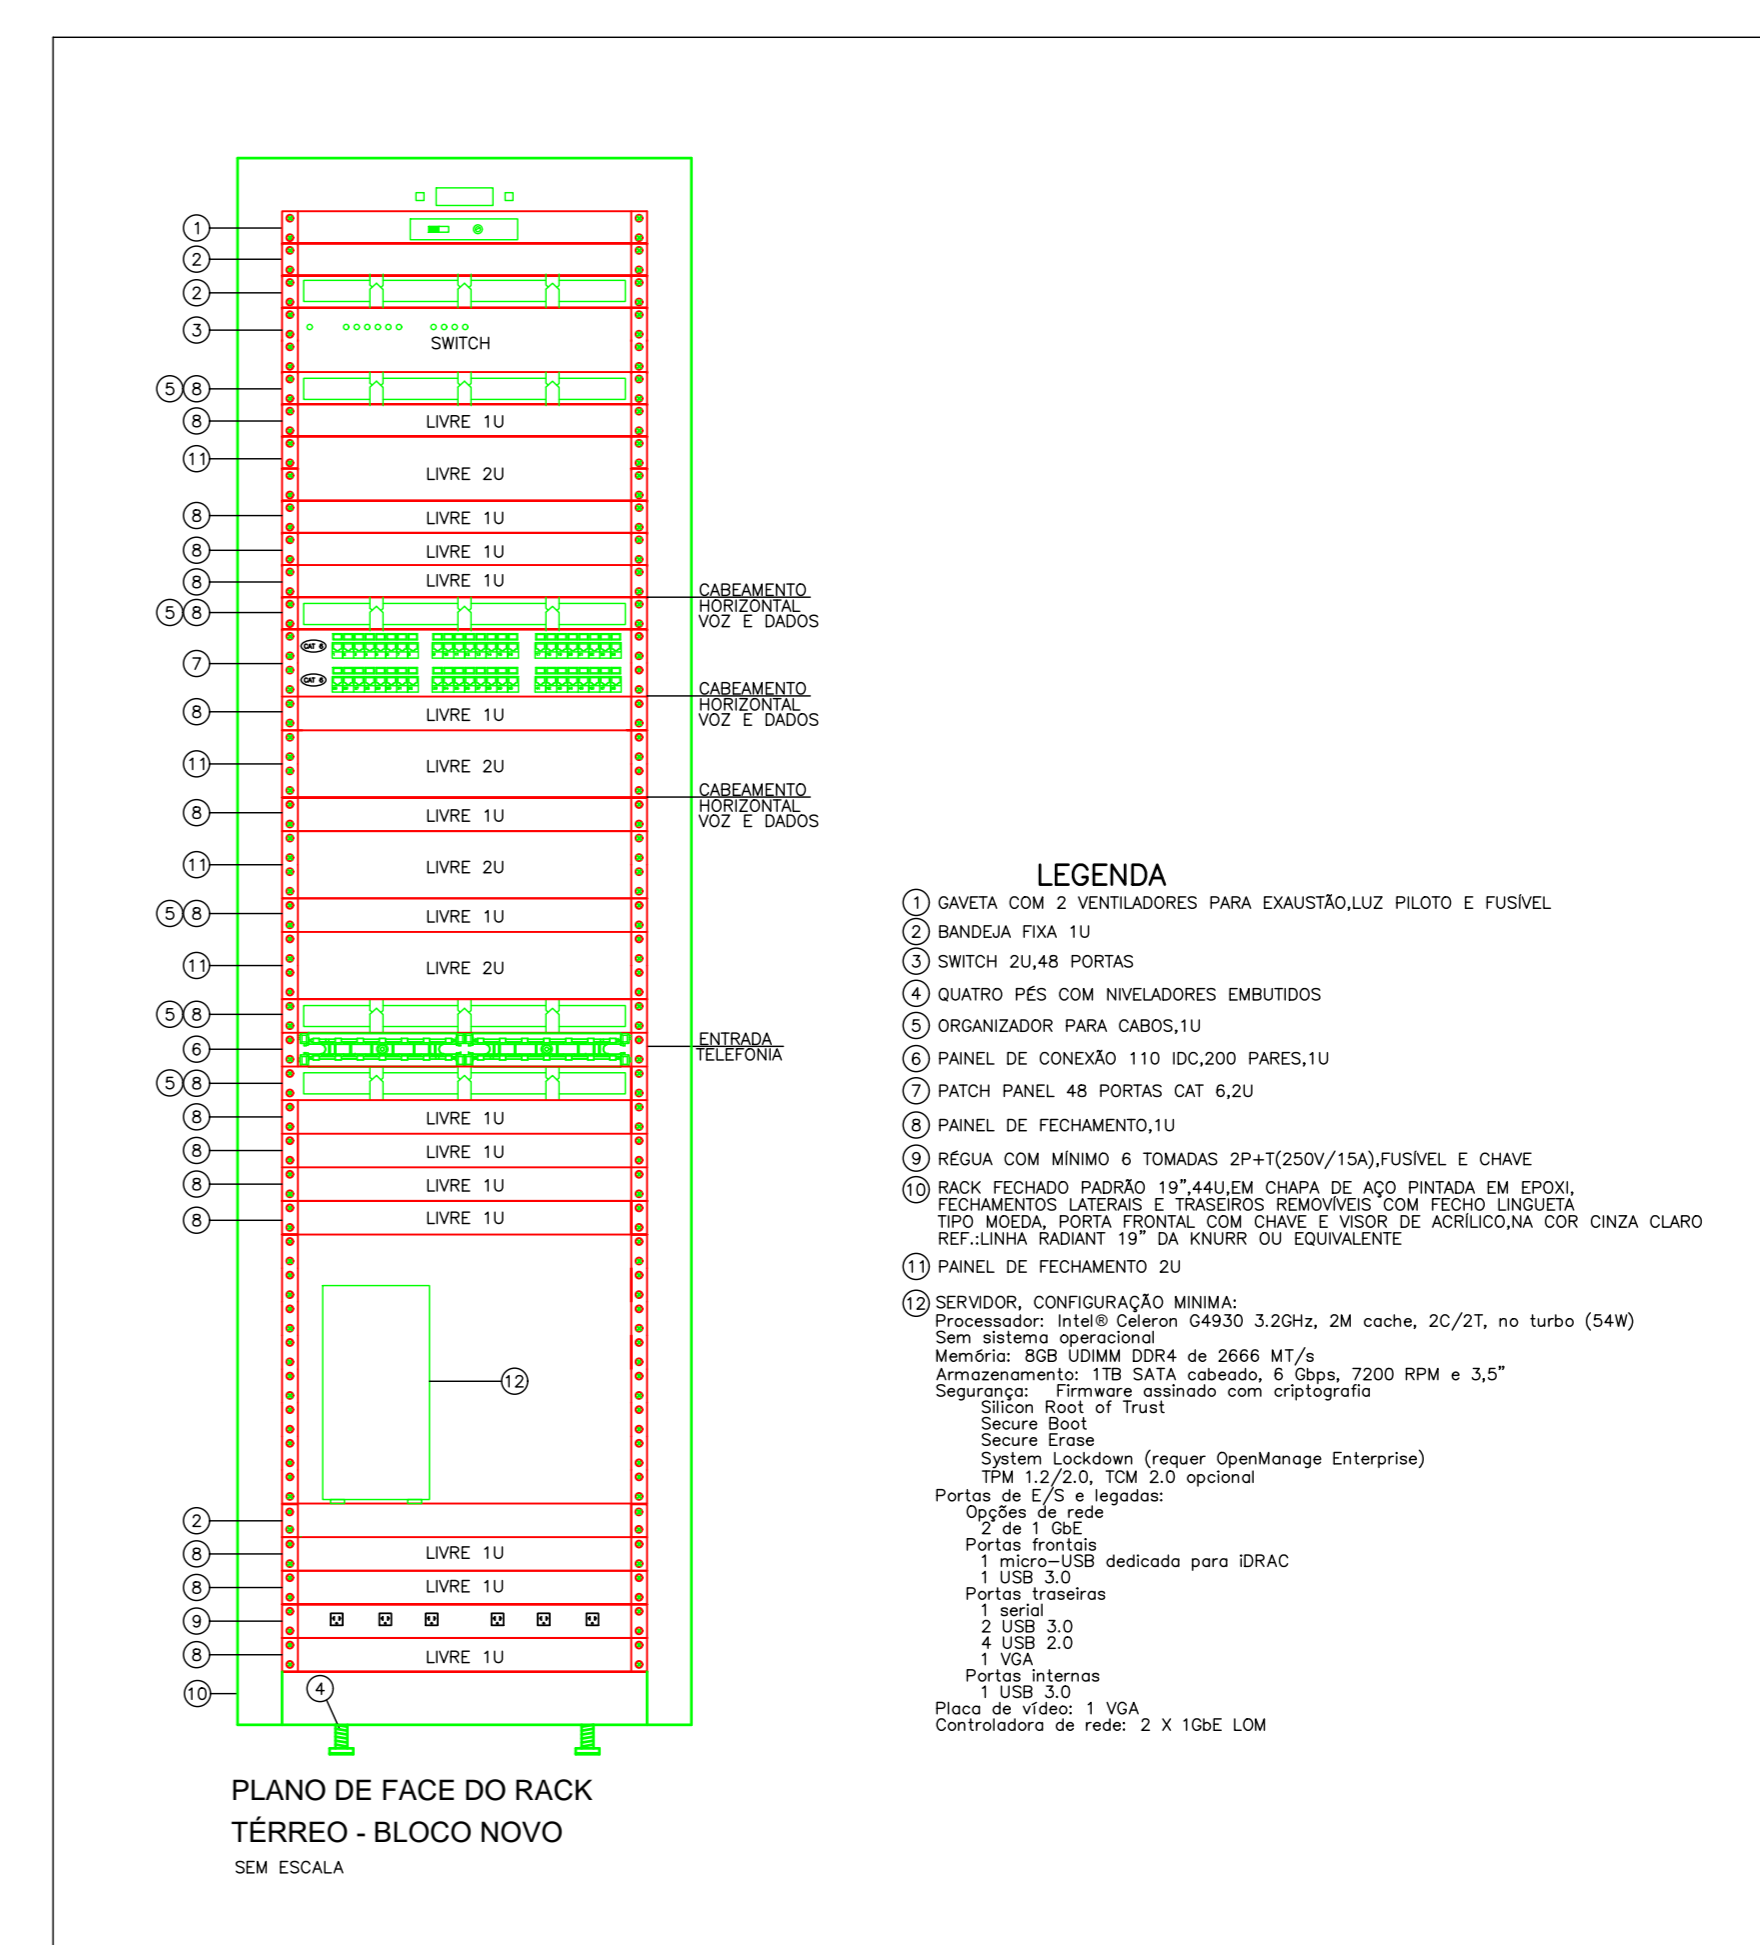 1
2
2
3
SWITCH
5 8
8 LIVRE 1U
11 LIVRE 2U
8 LIVRE 1U
8 LIVRE 1U
8 LIVRE 1U
CABEAMENTO
HORIZONTAL
VOZ E DADOS
5 8
CAT 6
7
CAT 6
CABEAMENTO
HORIZONTAL
VOZ E DADOS
8 LIVRE 1U
11 LIVRE 2U
CABEAMENTO
HORIZONTAL
VOZ E DADOS
8 LIVRE 1U
11 LIVRE 2U
5 8 LIVRE 1U
11 LIVRE 2U
5 8
6
ENTRADA
TELEFONIA
5 8
8 LIVRE 1U
8 LIVRE 1U
8 LIVRE 1U
8 LIVRE 1U
12
2
8 LIVRE 1U
8 LIVRE 1U
9
8 LIVRE 1U
10
4
PLANO DE FACE DO RACK
TÉRREO - BLOCO NOVO
SEM ESCALA
LEGENDA
1 GAVETA COM 2 VENTILADORES PARA EXAUSTÃO,LUZ PILOTO E FUSÍVEL
2 BANDEJA FIXA 1U
3 SWITCH 2U,48 PORTAS
4 QUATRO PÉS COM NIVELADORES EMBUTIDOS
5 ORGANIZADOR PARA CABOS,1U
6 PAINEL DE CONEXÃO 110 IDC,200 PARES,1U
7 PATCH PANEL 48 PORTAS CAT 6,2U
8 PAINEL DE FECHAMENTO,1U
9 RÉGUA COM MÍNIMO 6 TOMADAS 2P+T(250V/15A),FUSÍVEL E CHAVE
10 RACK FECHADO PADRÃO 19",44U,EM CHAPA DE AÇO PINTADA EM EPOXI,
FECHAMENTOS LATERAIS E TRASEIROS REMOVÍVEIS COM FECHO LINGUETA
TIPO MOEDA, PORTA FRONTAL COM CHAVE E VISOR DE ACRÍLICO,NA COR CINZA CLARO
REF.:LINHA RADIANT 19" DA KNURR OU EQUIVALENTE
11 PAINEL DE FECHAMENTO 2U
12 SERVIDOR, CONFIGURAÇÃO MINIMA:
Processador: Intel® Celeron G4930 3.2GHz, 2M cache, 2C/2T, no turbo (54W)
Sem sistema operacional
Memória: 8GB UDIMM DDR4 de 2666 MT/s
Armazenamento: 1TB SATA cabeado, 6 Gbps, 7200 RPM e 3,5"
Segurança: Firmware assinado com criptografia
Silicon Root of Trust
Secure Boot
Secure Erase
System Lockdown (requer OpenManage Enterprise)
TPM 1.2/2.0, TCM 2.0 opcional
Portas de E/S e legadas:
Opções de rede
2 de 1 GbE
Portas frontais
1 micro-USB dedicada para iDRAC
1 USB 3.0
Portas traseiras
1 serial
2 USB 3.0
4 USB 2.0
1 VGA
Portas internas
1 USB 3.0
Placa de vídeo: 1 VGA
Controladora de rede: 2 X 1GbE LOM